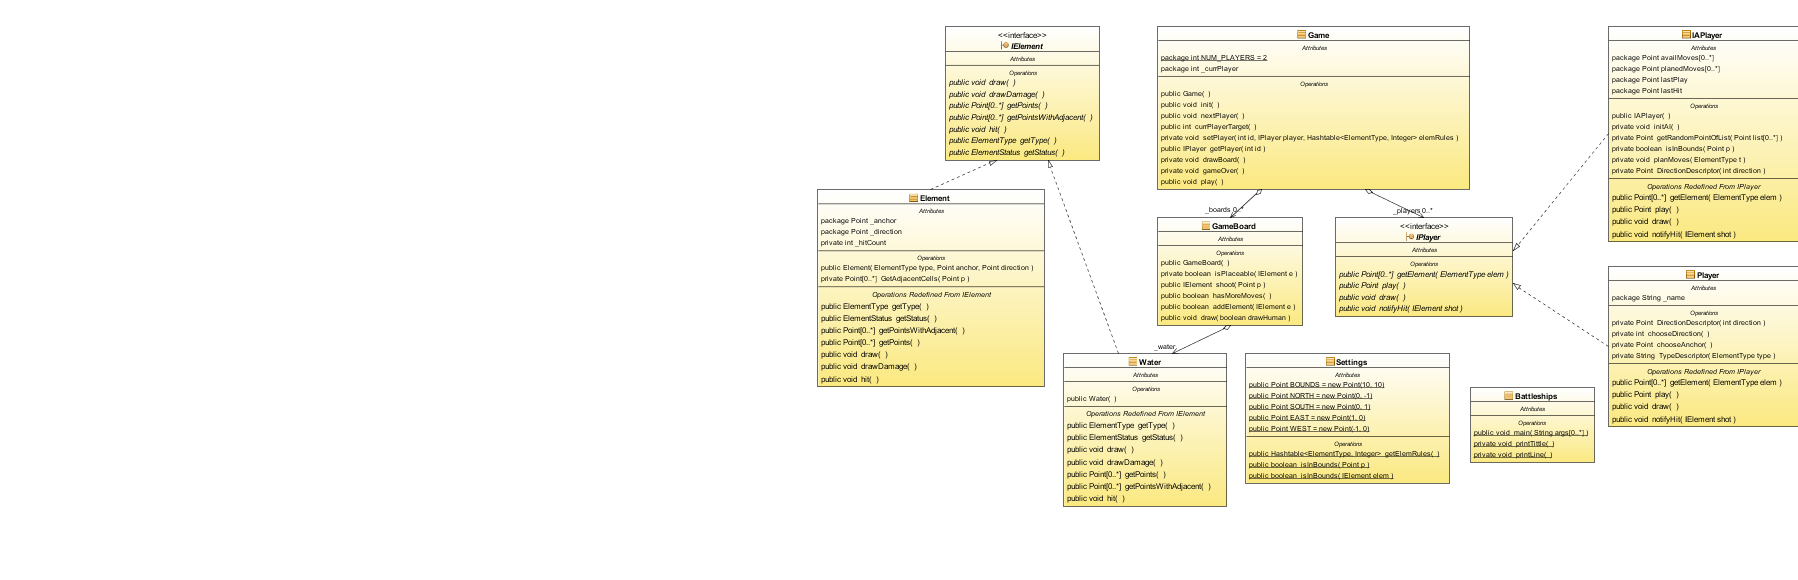 <<interface>>
IElement
Attributes
Operations
public void draw( )
public void drawDamage( )
public Point[0..*] getPoints( )
public Point[0..*] getPointsWithAdjacent( )
public void hit( )
public ElementType getType( )
public ElementStatus getStatus( )
Game
Attributes
package int NUM_PLAYERS = 2
package int _currPlayer
Operations
public Game( )
public void init( )
public void nextPlayer( )
public int currPlayerTarget( )
private void setPlayer( int id, IPlayer player, Hashtable<ElementType, Integer> elemRules )
public IPlayer getPlayer( int id )
private void drawBoard( )
private void gameOver( )
public void play( )
IAPlayer
Attributes
package Point availMoves[0..*]
package Point planedMoves[0..*]
package Point lastPlay
package Point lastHit
Operations
public IAPlayer( )
private void initAI( )
private Point getRandomPointOfList( Point list[0..*] )
private boolean isInBounds( Point p )
private void planMoves( ElementType t )
private Point DirectionDescriptor( int direction )
Operations Redefined From IPlayer
public Point[0..*] getElement( ElementType elem )
public Point play( )
public void draw( )
public void notifyHit( IElement shot )
Element
Attributes
package Point _anchor
package Point _direction
private int _hitCount
Operations
public Element( ElementType type, Point anchor, Point direction )
private Point[0..*] GetAdjacentCells( Point p )
Operations Redefined From IElement
public ElementType getType( )
public ElementStatus getStatus( )
public Point[0..*] getPointsWithAdjacent( )
public Point[0..*] getPoints( )
public void draw( )
public void drawDamage( )
public void hit( )
_boards 0..*
_players 0..*
GameBoard
Attributes
Operations
public GameBoard( )
private boolean isPlaceable( IElement e )
public IElement shoot( Point p )
public boolean hasMoreMoves( )
public boolean addElement( IElement e )
public void draw( boolean drawHuman )
<<interface>>
IPlayer
Attributes
Operations
public Point[0..*] getElement( ElementType elem )
public Point play( )
public void draw( )
public void notifyHit( IElement shot )
Player
Attributes
package String _name
Operations
private Point DirectionDescriptor( int direction )
private int chooseDirection( )
private Point chooseAnchor( )
private String TypeDescriptor( ElementType type )
Operations Redefined From IPlayer
public Point[0..*] getElement( ElementType elem )
public Point play( )
public void draw( )
public void notifyHit( IElement shot )
_water
Water
Attributes
Operations
public Water( )
Operations Redefined From IElement
public ElementType getType( )
public ElementStatus getStatus( )
public void draw( )
public void drawDamage( )
public Point[0..*] getPoints( )
public Point[0..*] getPointsWithAdjacent( )
public void hit( )
Settings
Attributes
public Point BOUNDS = new Point(10, 10)
public Point NORTH = new Point(0, -1)
public Point SOUTH = new Point(0, 1)
public Point EAST = new Point(1, 0)
public Point WEST = new Point(-1, 0)
Operations
public Hashtable<ElementType, Integer> getElemRules( )
public boolean isInBounds( Point p )
public boolean isInBounds( IElement elem )
Battleships
Attributes
Operations
public void main( String args[0..*] )
private void printTittle( )
private void printLine( )